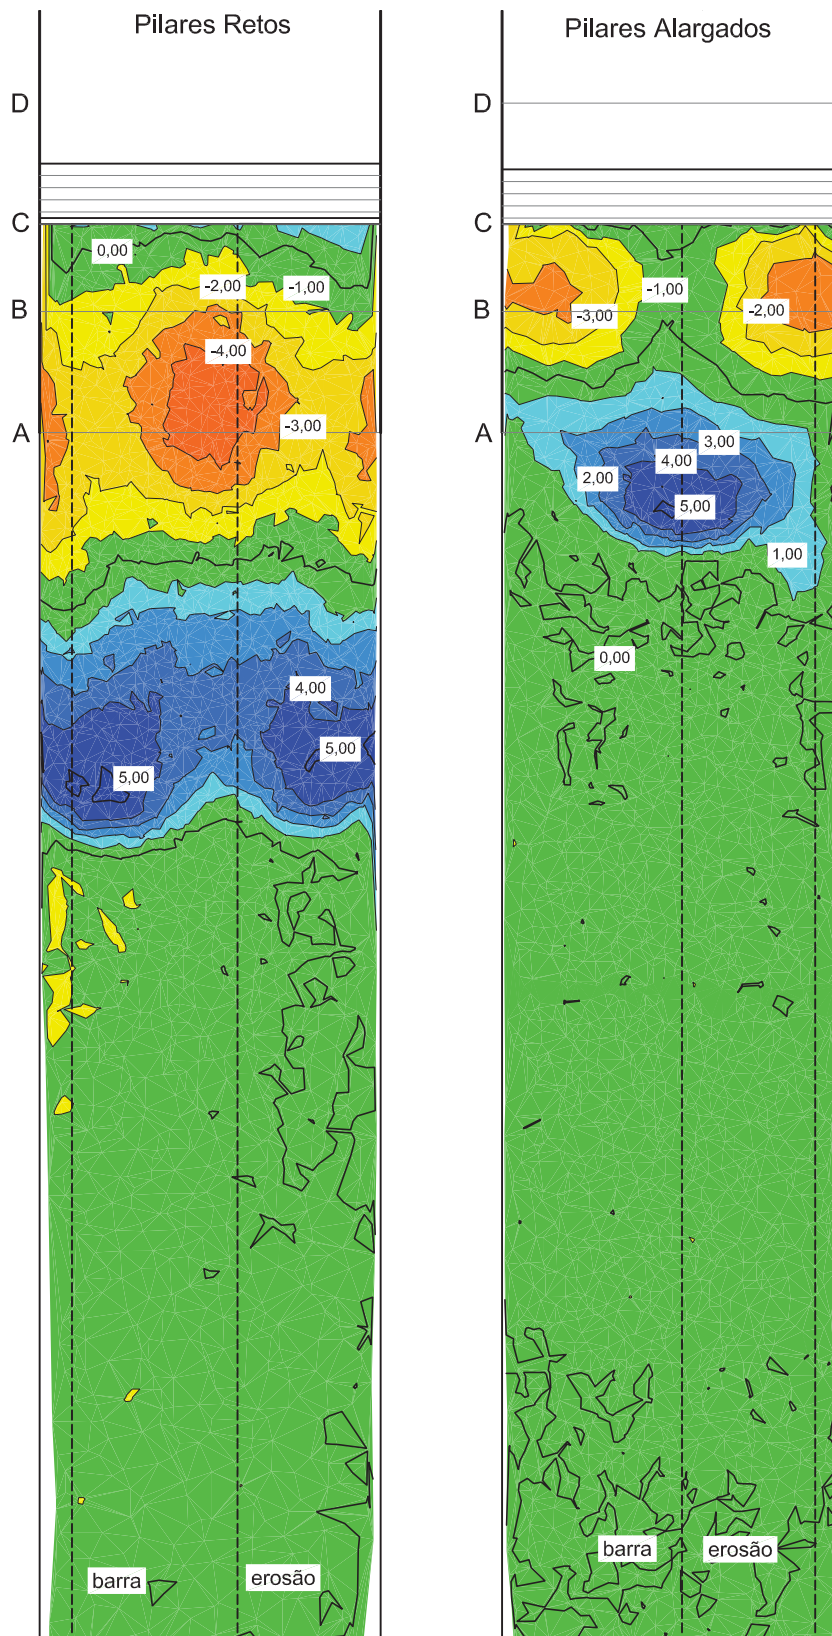 Pilares Retos
D
C
0,00
-2,00
-1,00
B
-4,00
-3,00
A
4,00
5,00
5,00
barra
erosão
Pilares Alargados
D
C
-1,00
-3,00
-2,00
B
A
3,00
4,00
2,00
5,00
1,00
0,00
barra
erosão